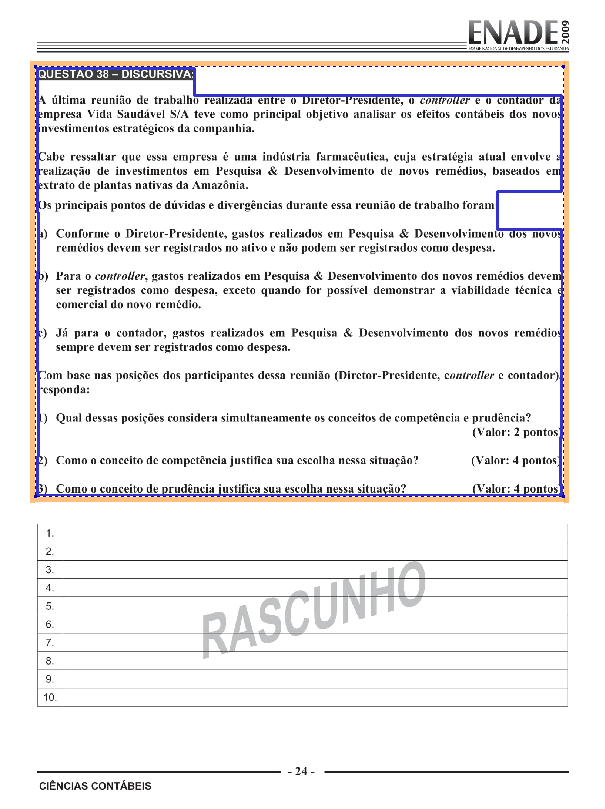 ENADE 2009
EXAME NACIONAL DE DESEMPENHO DOS ESTUDANTES
QUESTÃO 38 – DISCURSIVA:
A última reunião de trabalho realizada entre o Diretor-Presidente, o controller e o contador da
empresa Vida Saudável S/A teve como principal objetivo analisar os efeitos contábeis dos novos
investimentos estratégicos da companhia.
Cabe ressaltar que essa empresa é uma indústria farmacêutica, cuja estratégia atual envolve a
realização de investimentos em Pesquisa & Desenvolvimento de novos remédios, baseados em
extrato de plantas nativas da Amazônia.
Os principais pontos de dúvidas e divergências durante essa reunião de trabalho foram
a) Conforme o Diretor-Presidente, gastos realizados em Pesquisa & Desenvolvimento dos novos
remédios devem ser registrados no ativo e não podem ser registrados como despesa.
b) Para o controller, gastos realizados em Pesquisa & Desenvolvimento dos novos remédios devem
ser registrados como despesa, exceto quando for possível demonstrar a viabilidade técnica e
comercial do novo remédio.
c) Já para o contador, gastos realizados em Pesquisa & Desenvolvimento dos novos remédios
sempre devem ser registrados como despesa.
Com base nas posições dos participantes dessa reunião (Diretor-Presidente, controller e contador),
responda:
1) Qual dessas posições considera simultaneamente os conceitos de competência e prudência?
(Valor: 2 pontos)
2) Como o conceito de competência justifica sua escolha nessa situação? (Valor: 4 pontos)
3) Como o conceito de prudência justifica sua escolha nessa situação? (Valor: 4 pontos)
1.
2.
3.
4.
5.
6.
7.
8.
9.
10.
RASCUNHO
- 24 -
CIÊNCIAS CONTÁBEIS